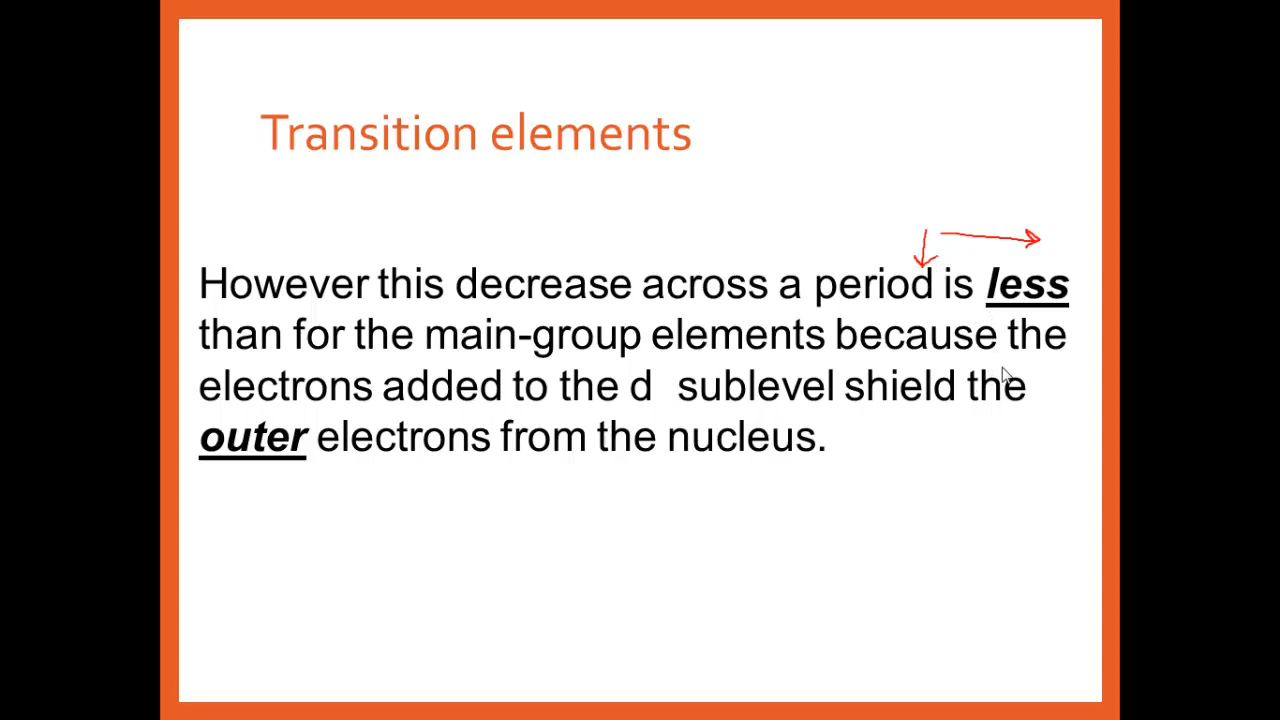 Transition elements
However this decrease across a period is less
than for the main-group elements because the
electrons added to the d sublevel shield the
outer electrons from the nucleus.